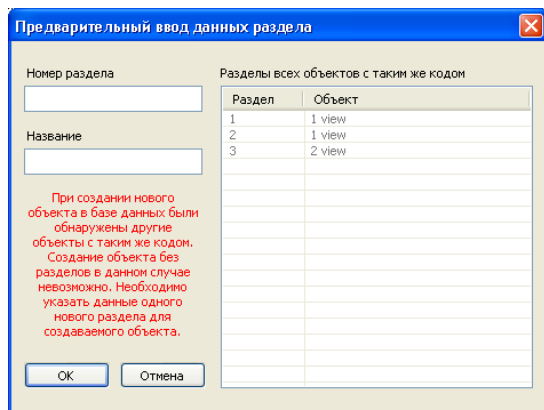 Предварительный ввод данных раздела
Номер раздела
Название
При создании нового
объекта в базе данных были
обнаружены другие
объекты с таким же кодом.
Создание объекта без
разделов в данном случае
невозможно. Необходимо
указать данные одного
нового раздела для
создаваемого объекта.
ОК
Отмена
Разделы всех объектов с таким же кодом
Раздел Объект
1 1 view
2 1 view
3 2 view